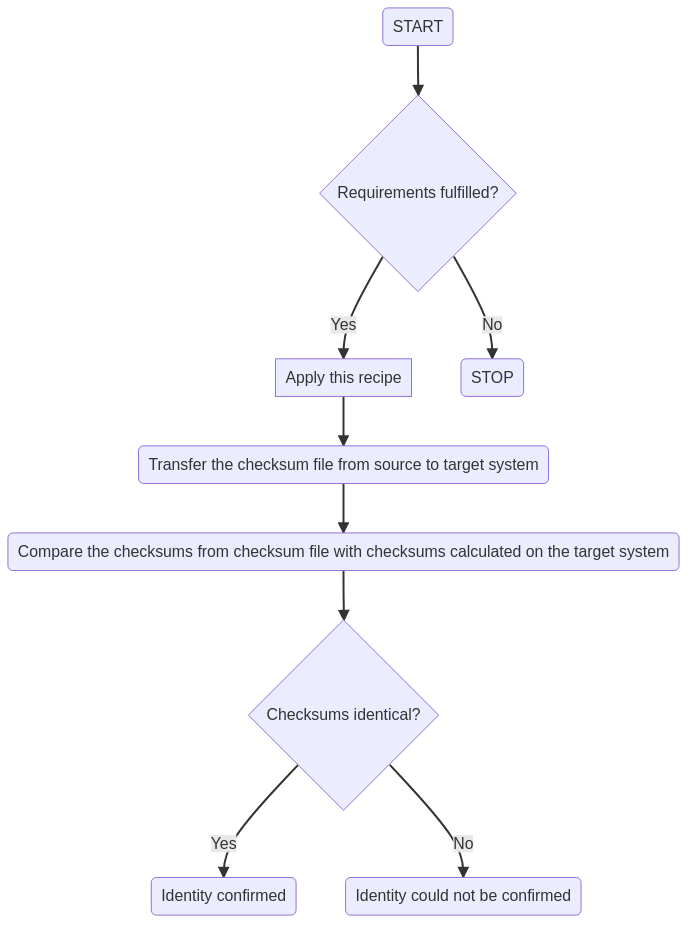 START
Requirements fulfilled?
Yes
No
Apply this recipe
STOP
Transfer the checksum file from source to target system
Compare the checksums from checksum file with checksums calculated on the target system
Checksums identical?
Yes
No
Identity confirmed
Identity could not be confirmed